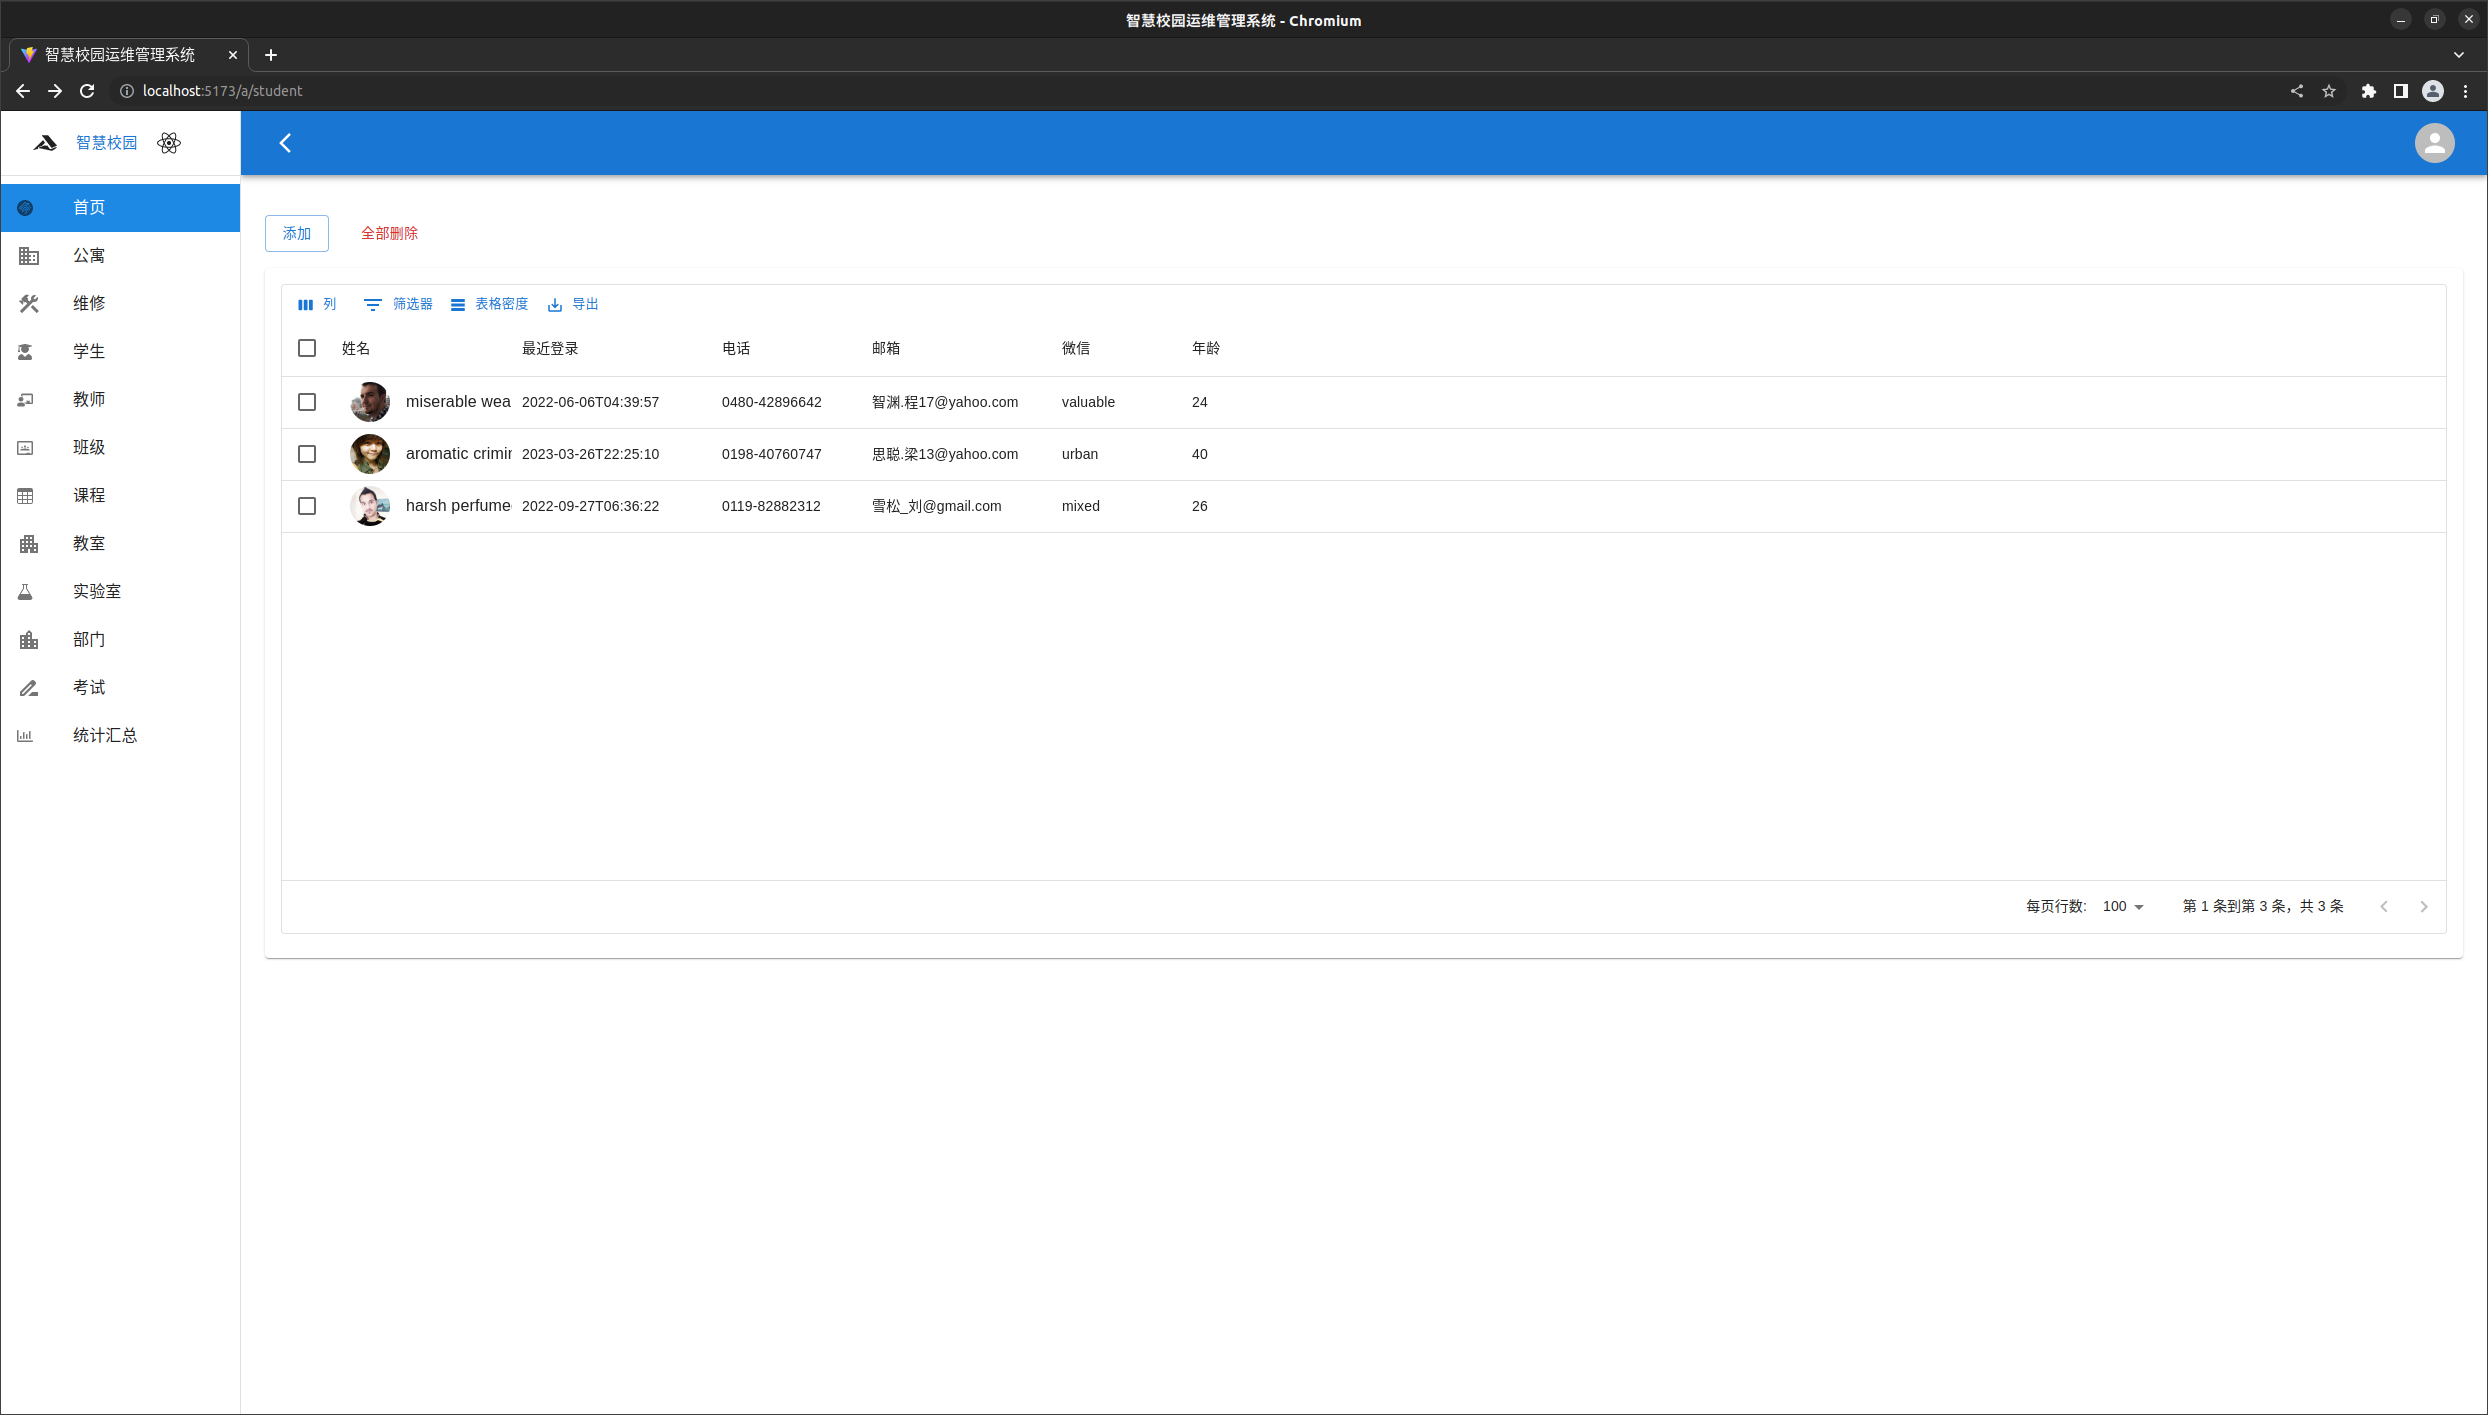 智慧校园运维管理系统 - Chromium
智慧校园运维管理系统
localhost:5173/a/student
智慧校园
首页
公寓
维修
学生
教师
班级
课程
教室
实验室
部门
考试
统计汇总
添加 全部删除
列 筛选器 表格密度 导出
姓名 最近登录 电话 邮箱 微信 年龄
miserable wea 2022-06-06T04:39:57 0480-42896642 智渊.程17@yahoo.com valuable 24
aromatic crimin 2023-03-26T22:25:10 0198-40760747 思聪.梁13@yahoo.com urban 40
harsh perfume 2022-09-27T06:36:22 0119-82882312 雪松_刘@gmail.com mixed 26
每页行数: 100 第 1 条到第 3 条，共 3 条